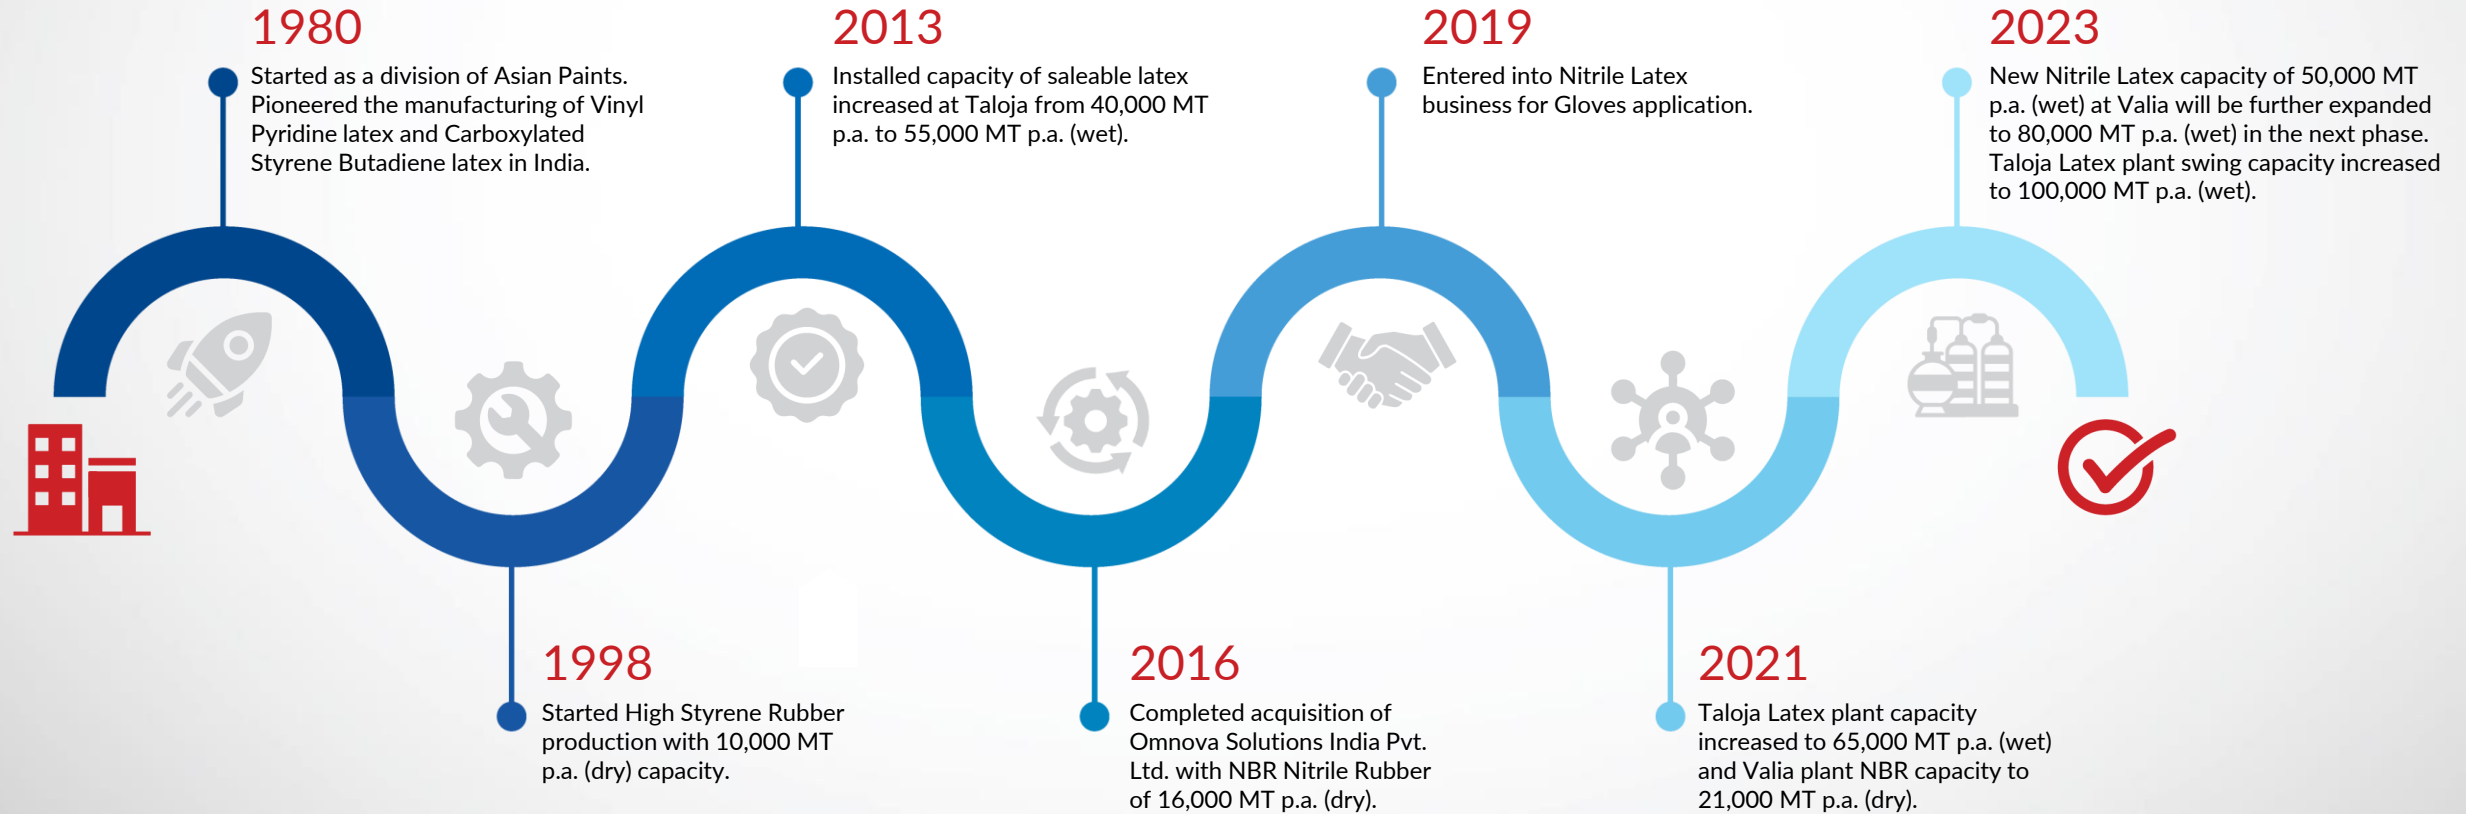 1980
Started as a division of Asian Paints.
Pioneered the manufacturing of Vinyl
Pyridine latex and Carboxylated
Styrene Butadiene latex in India.
1998
Started High Styrene Rubber
production with 10,000 MT
p.a. (dry) capacity.
2013
Installed capacity of saleable latex
increased at Taloja from 40,000 MT
p.a. to 55,000 MT p.a. (wet).
2016
Completed acquisition of
Omnova Solutions India Pvt.
Ltd. with NBR Nitrile Rubber
of 16,000 MT p.a. (dry).
2019
Entered into Nitrile Latex
business for Gloves application.
2021
Taloja Latex plant capacity
increased to 65,000 MT p.a. (wet)
and Valia plant NBR capacity to
21,000 MT p.a. (dry).
2023
New Nitrile Latex capacity of 50,000 MT
p.a. (wet) at Valia will be further expanded
to 80,000 MT p.a. (wet) in the next phase.
Taloja Latex plant swing capacity increased
to 100,000 MT p.a. (wet).